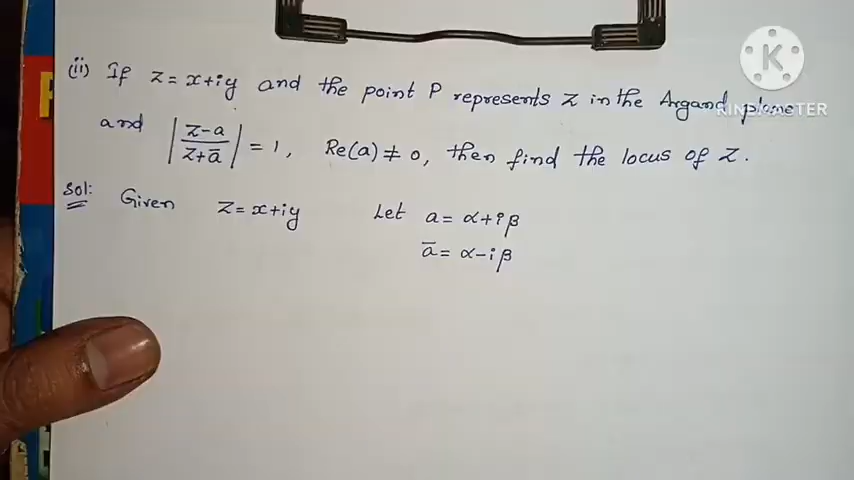 (ii) If z = x+iy and the point P represents z in the Argand plane
and |z-a / z+a̅| = 1, Re(a) ≠ 0, then find the locus of z.
Sol: Given z = x+iy Let a = α+iβ
a̅ = α-iβ
K
KINEMASTER